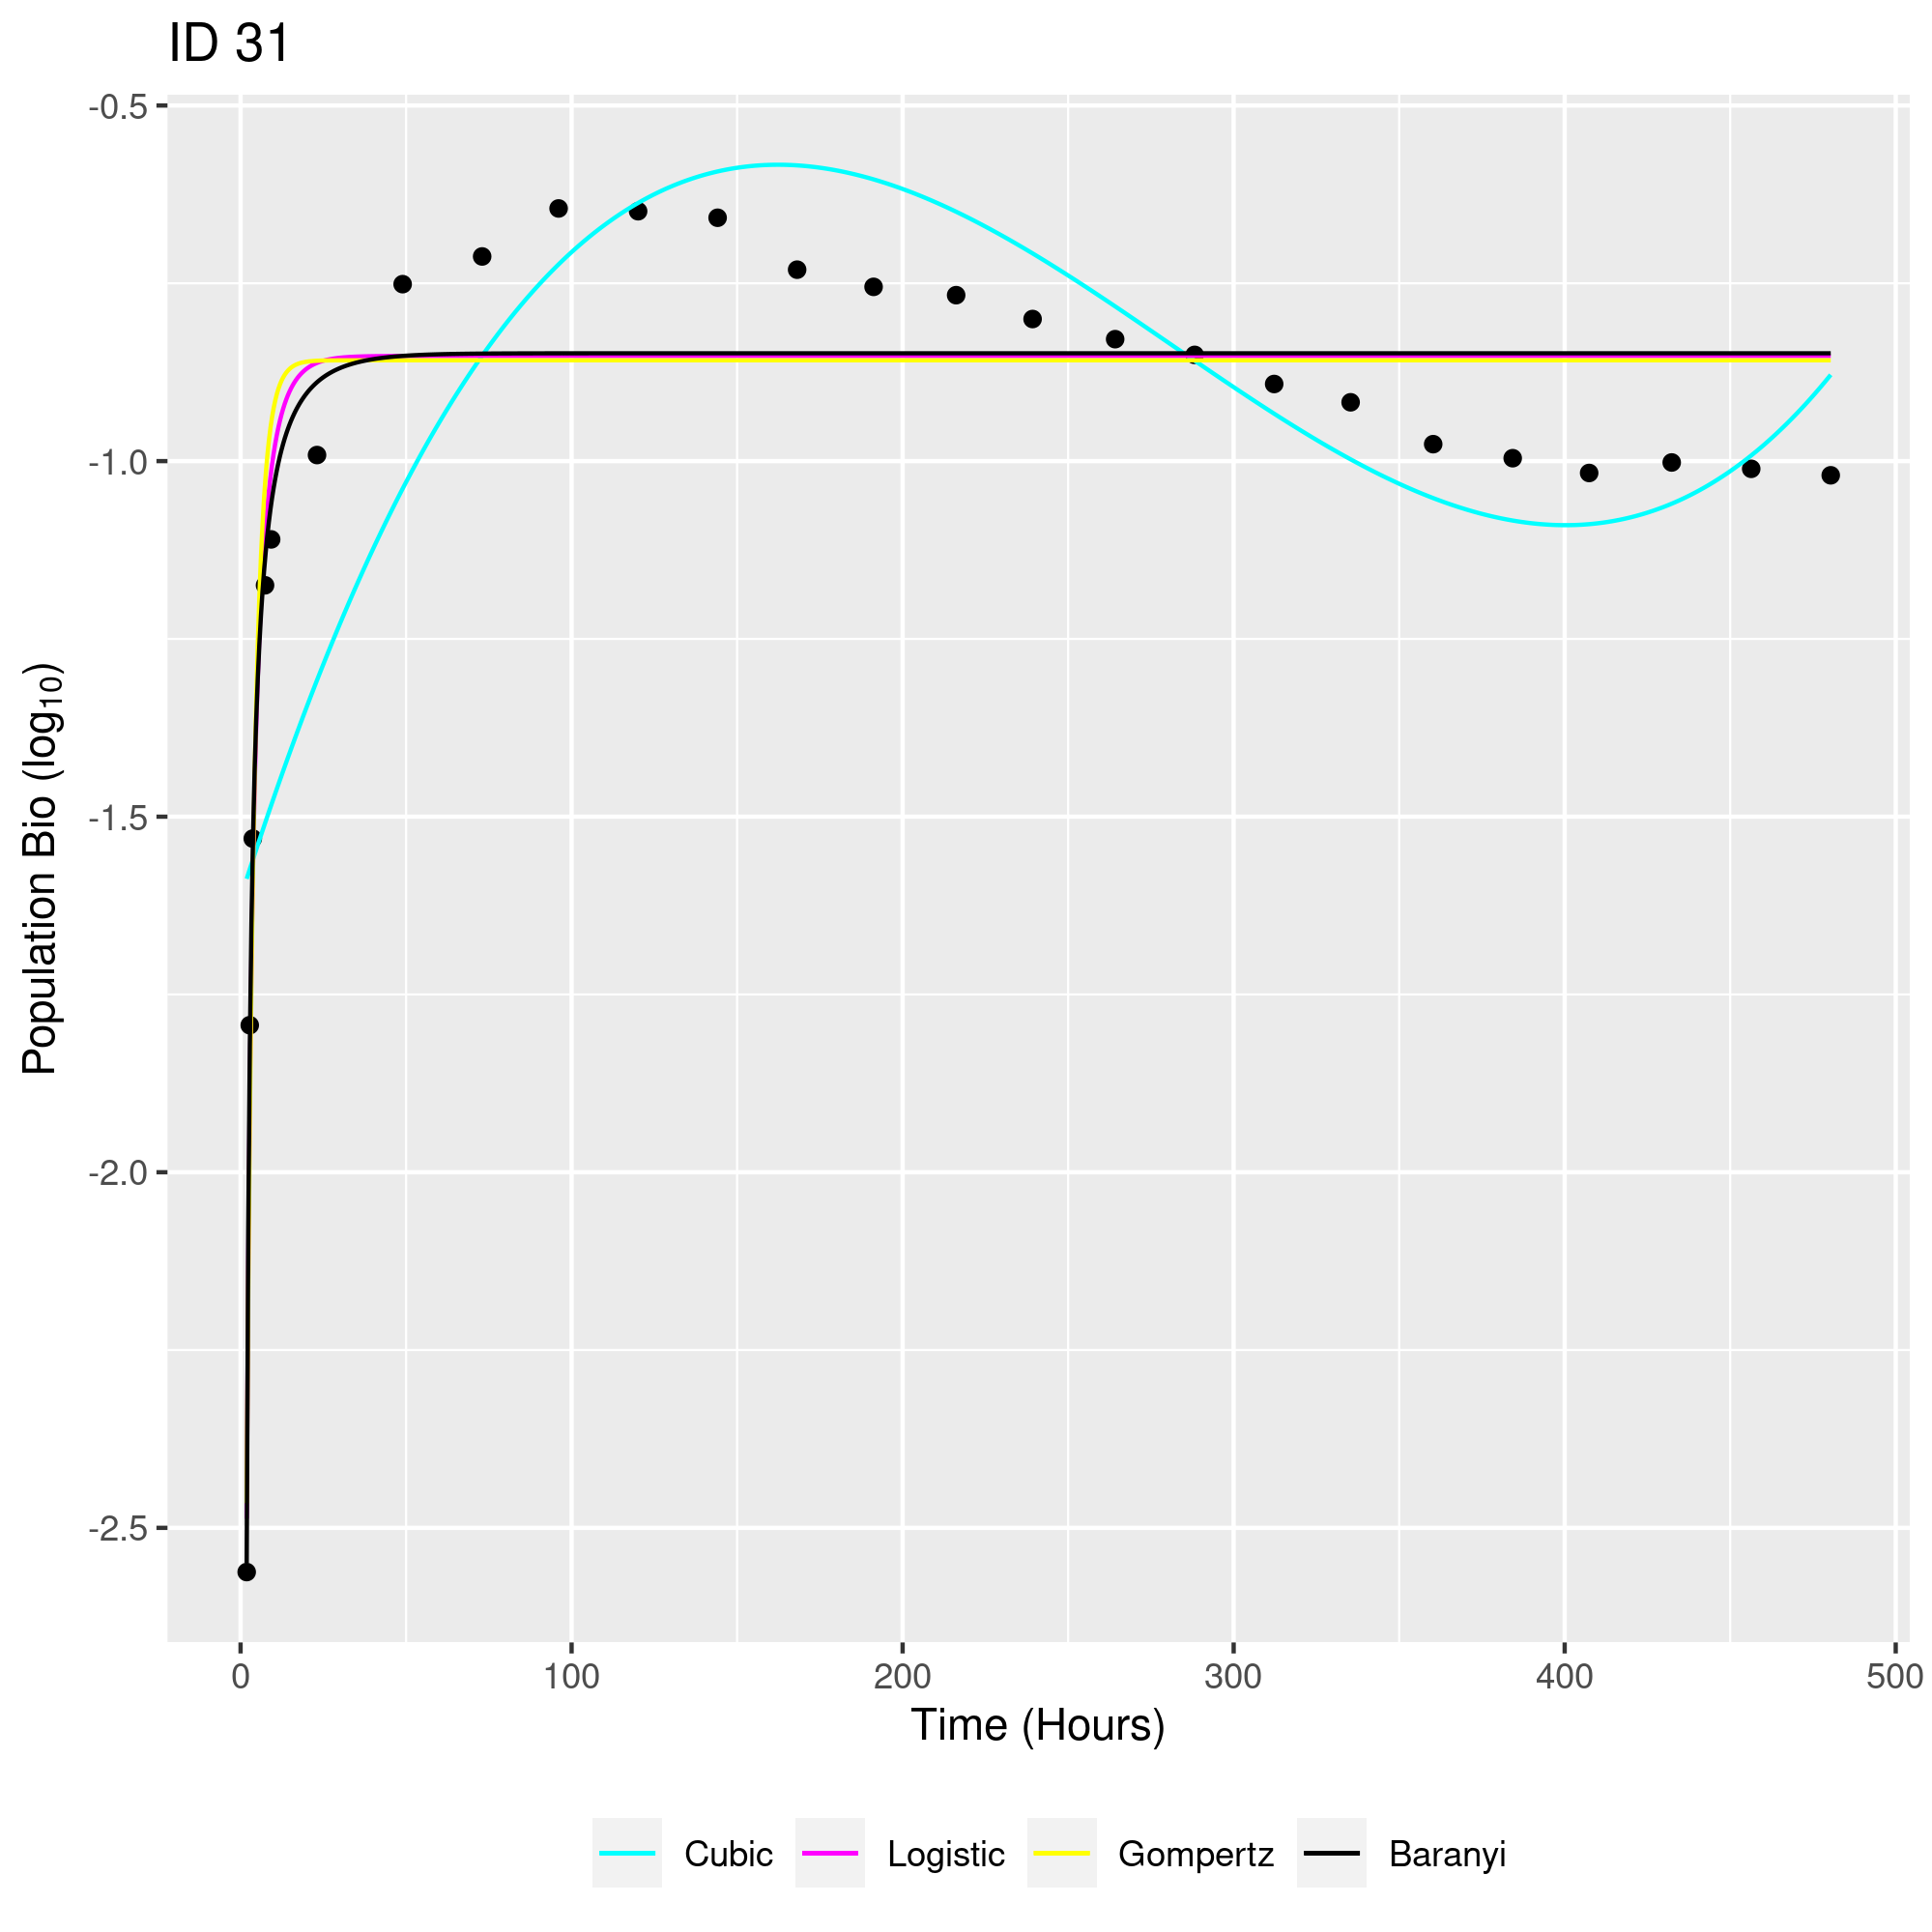 ID 31
-0.5
-1.0
-1.5
-2.0
-2.5
Population Bio (log₁₀)
0 100 200 300 400 500
Time (Hours)
Cubic Logistic Gompertz Baranyi